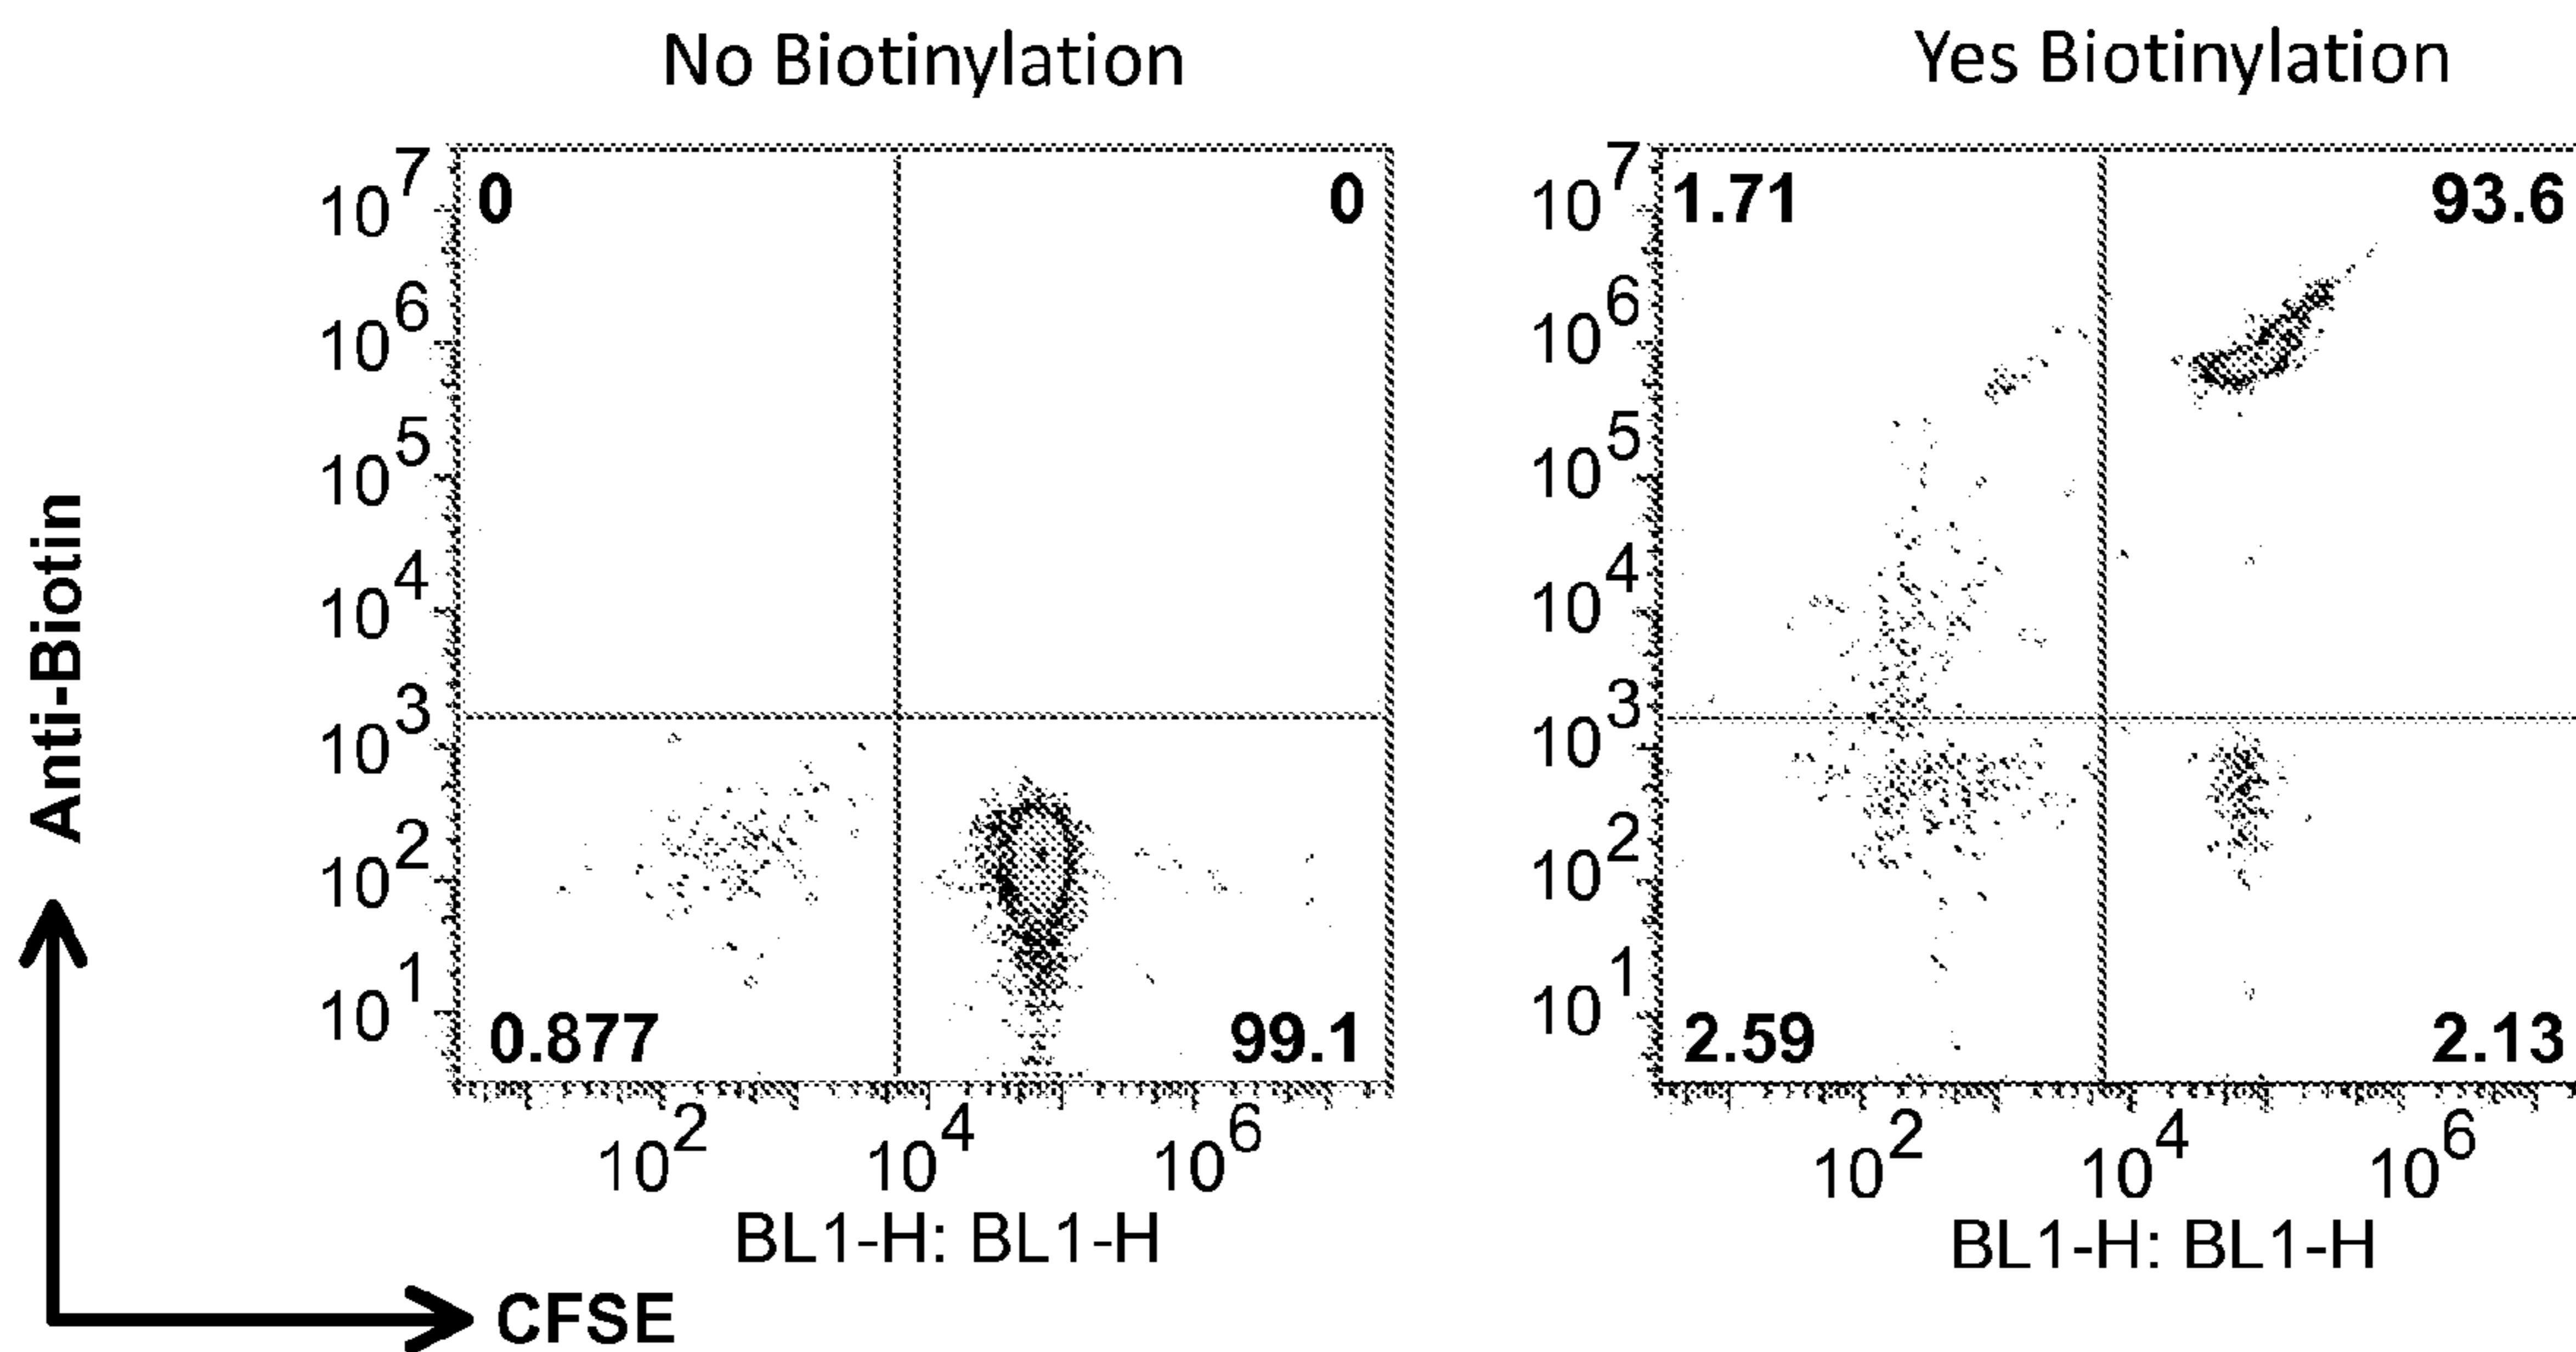 No Biotinylation
Yes Biotinylation
10^7
10^6
10^5
10^4
10^3
10^2
10^1
0
0
0.877
99.1
10^2 10^4 10^6
BL1-H: BL1-H
10^7
10^6
10^5
10^4
10^3
10^2
10^1
1.71
93.6
2.59
2.13
10^2 10^4 10^6
BL1-H: BL1-H
Anti-Biotin
CFSE